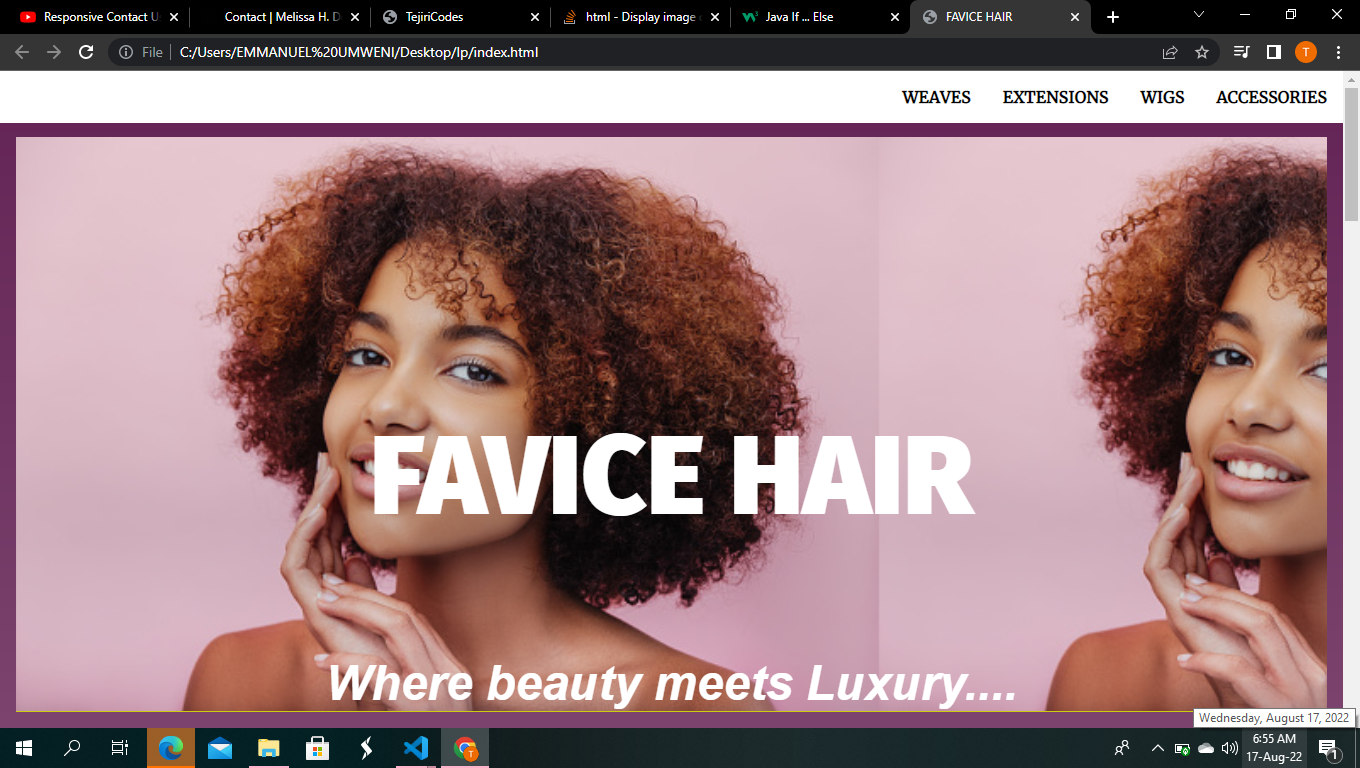 Responsive Contact U
Contact | Melissa H. D
TejiriCodes
html - Display image
Java If ... Else
FAVICE HAIR
File
C:/Users/EMMANUEL%20UMWENI/Desktop/lp/index.html
T
WEAVES EXTENSIONS WIGS ACCESSORIES
FAVICE HAIR
Where beauty meets Luxury....
Wednesday, August 17, 2022
T
6:55 AM
17-Aug-22
1